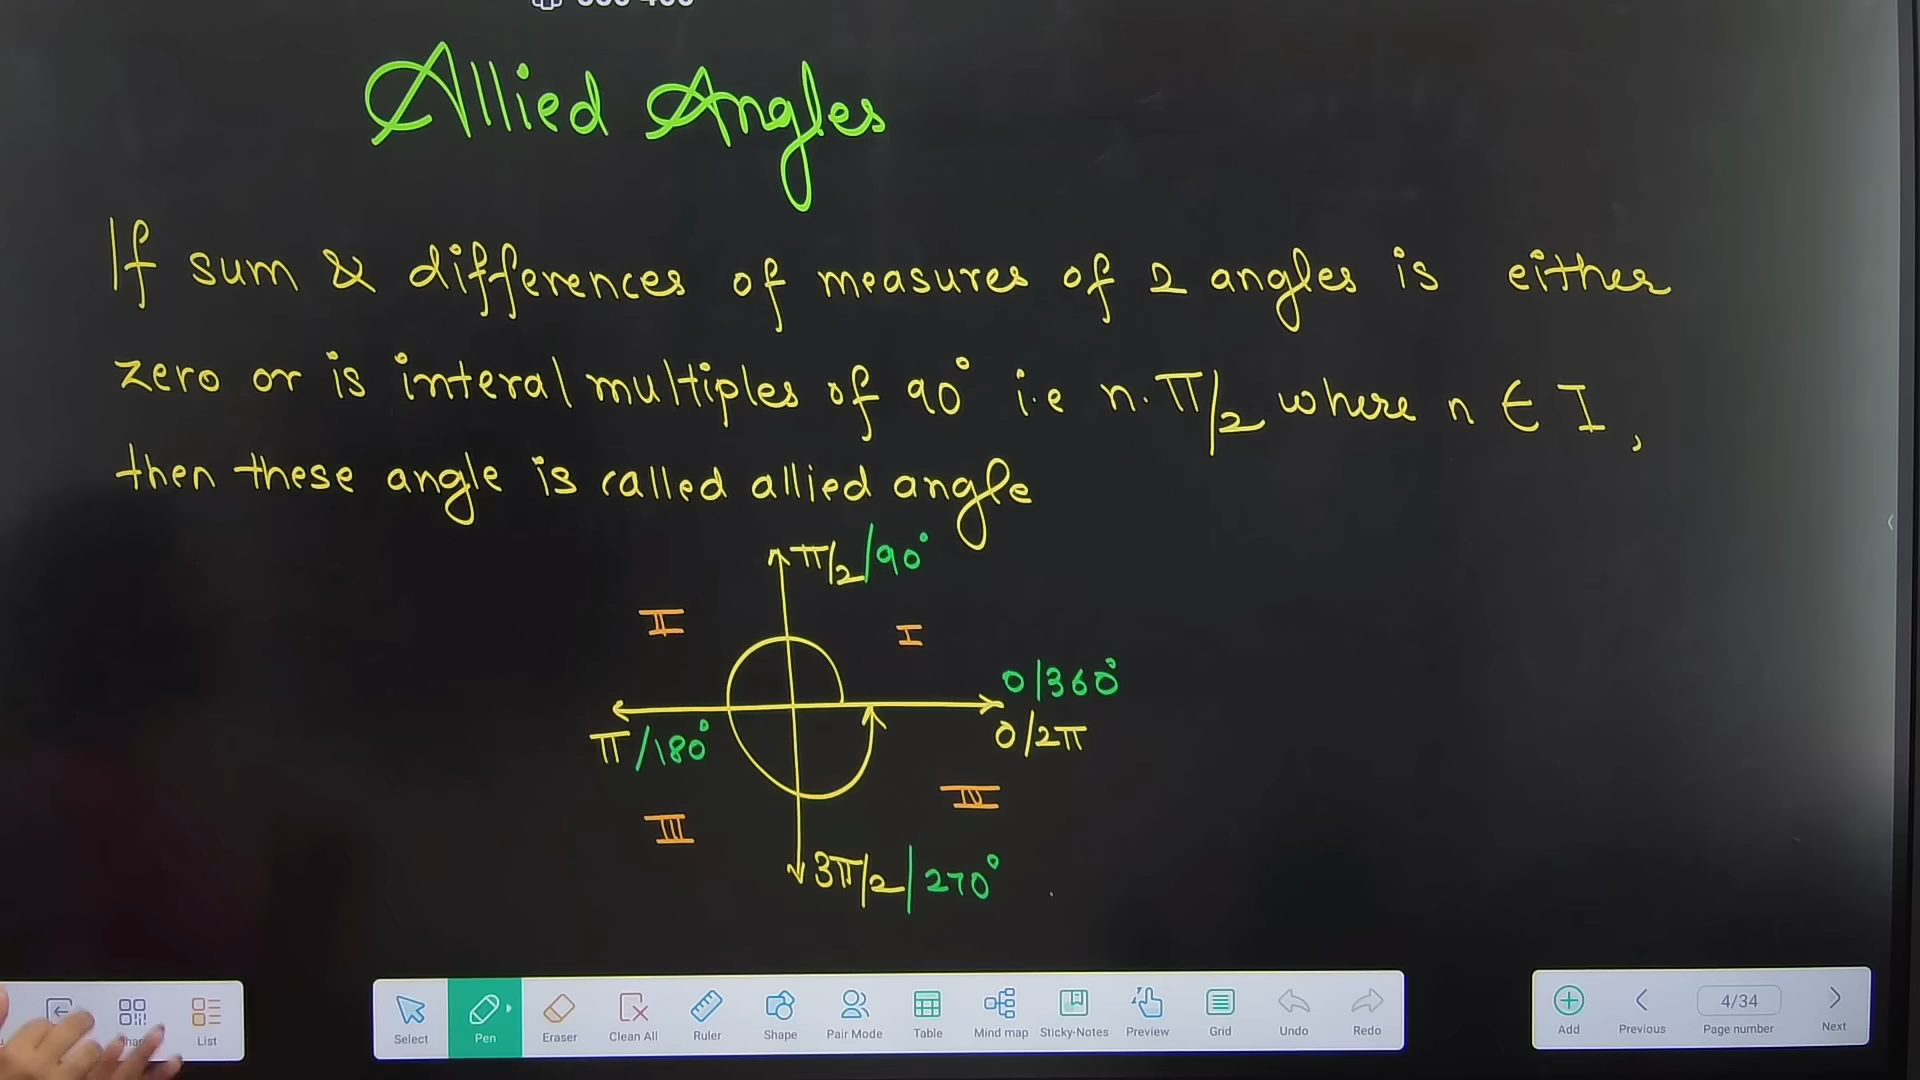 Allied Angles
If sum & differences of measures of 2 angles is either
zero or is interal multiples of 90° i.e n.π/2 where n ∈ I,
then these angle is called allied angle
π/2/90°
II
I
0/360°
π/180°
0/2π
III
IV
3π/2/270°
List
Select
Pen
Eraser
Clean All
Ruler
Shape
Pair Mode
Table
Mind map
Sticky-Notes
Preview
Grid
Undo
Redo
Add
Previous
4/34
Page number
Next